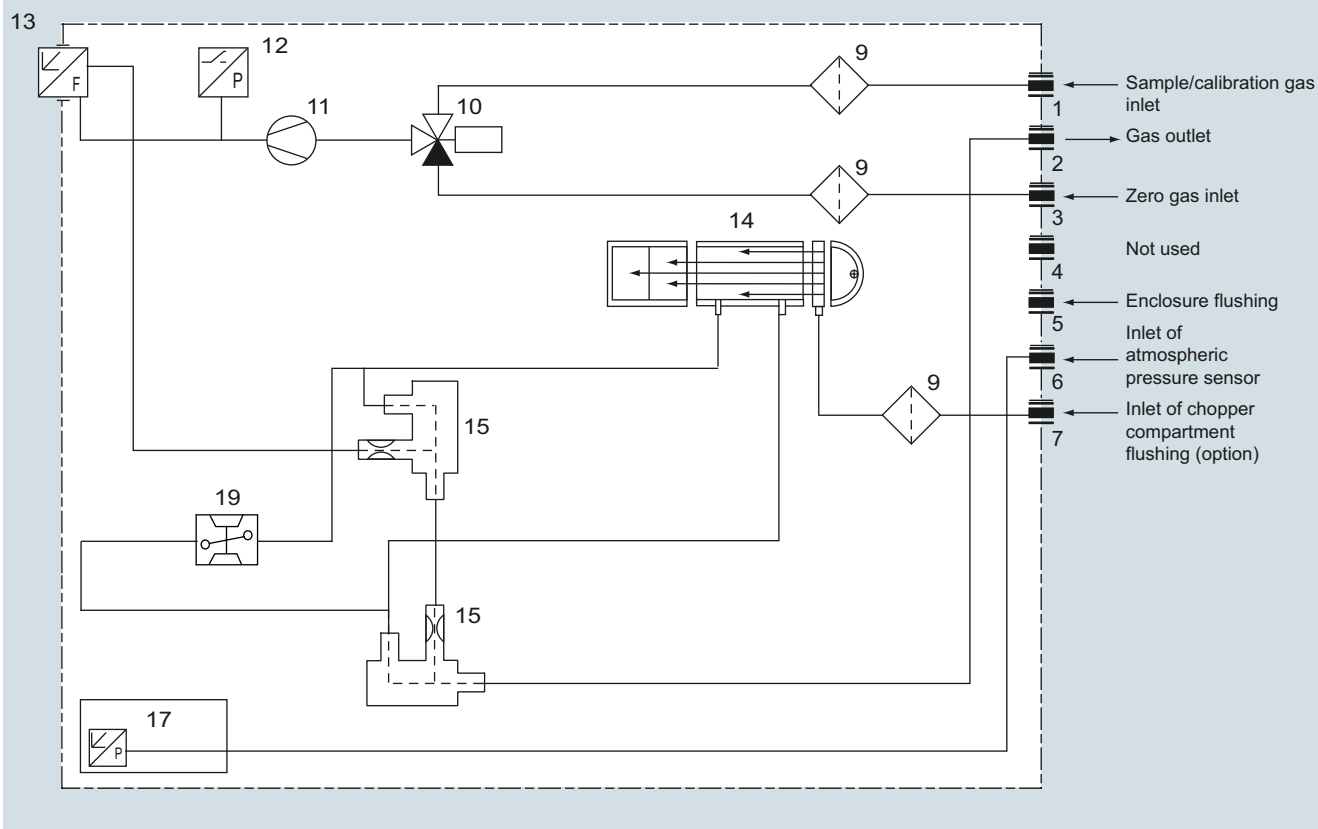 13
F
12
P
11
10
9
Sample/calibration gas
inlet
1
Gas outlet
2
9
Zero gas inlet
3
14
Not used
4
Enclosure flushing
5
Inlet of
atmospheric
pressure sensor
6
9
Inlet of chopper
compartment
flushing (option)
7
15
19
15
17
P